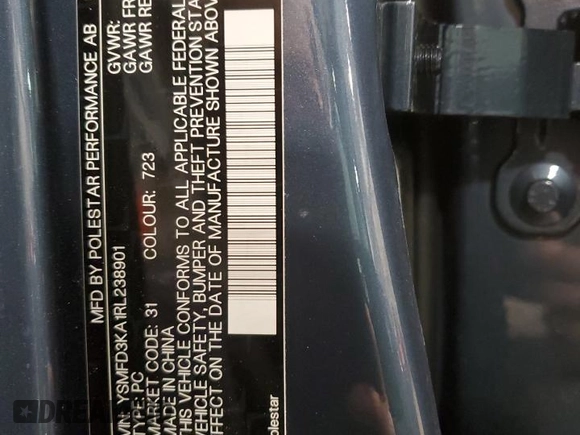 MFD BY POLESTAR PERFORMANCE AB
GVWR:
GAWR FR
GAWR RE
VIN: YSMFD3KA1RL238901
TYPE: PC
MARKET CODE: 31 COLOUR: 723
MADE IN CHINA
THIS VEHICLE CONFORMS TO ALL APPLICABLE FEDERAL
VEHICLE SAFETY, BUMPER AND THEFT PREVENTION STA
EFFECT ON THE DATE OF MANUFACTURE SHOWN ABOV
olestar